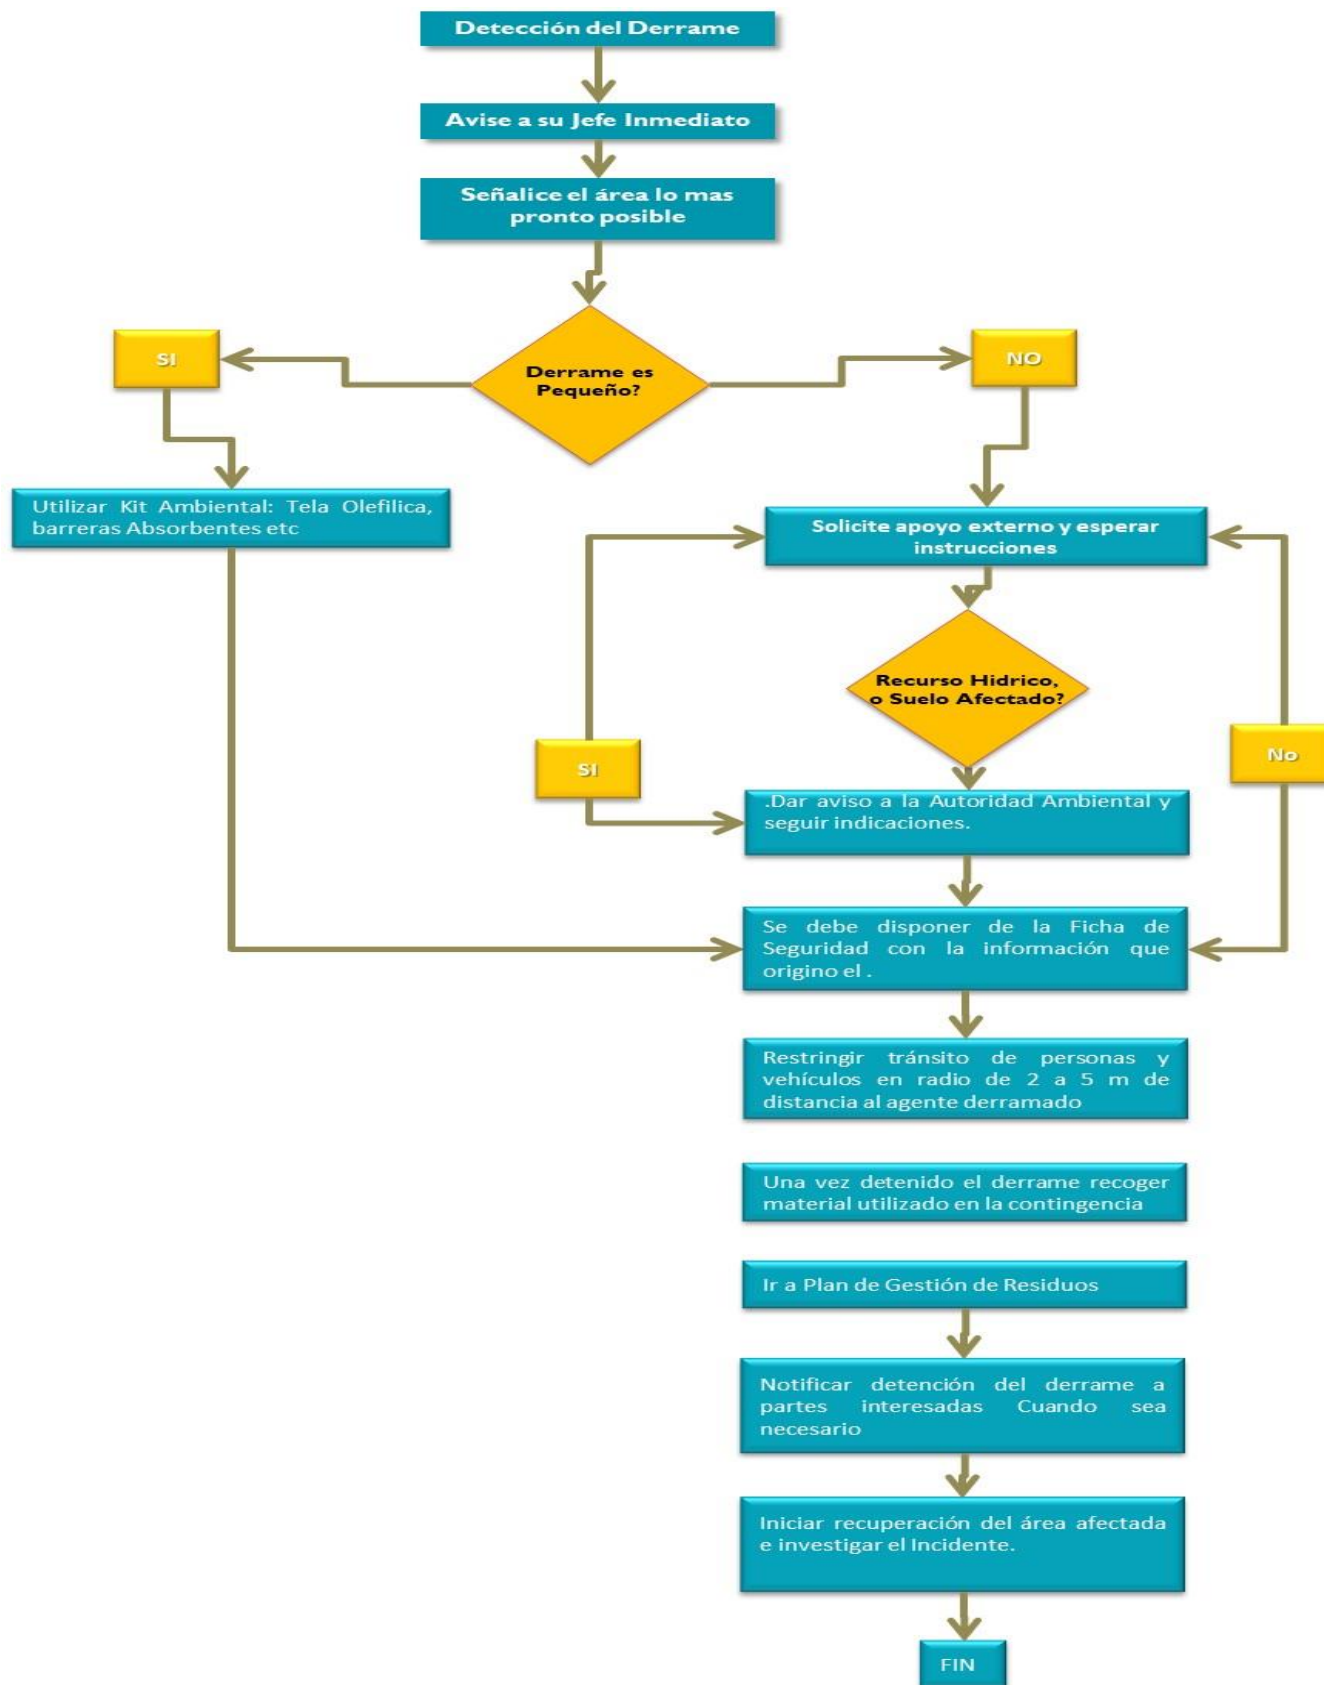 Detección del Derrame
Avise a su Jefe Inmediato
Señalice el área lo mas
pronto posible
Derrame es
Pequeño?
SI
NO
Utilizar Kit Ambiental: Tela Olefilica,
barreras Absorbentes etc
Solicite apoyo externo y esperar
instrucciones
Recurso Hídrico,
o Suelo Afectado?
SI
No
.Dar aviso a la Autoridad Ambiental y
seguir indicaciones.
Se debe disponer de la Ficha de
Seguridad con la información que
origino el .
Restringir tránsito de personas y
vehículos en radio de 2 a 5 m de
distancia al agente derramado
Una vez detenido el derrame recoger
material utilizado en la contingencia
Ir a Plan de Gestión de Residuos
Notificar detención del derrame a
partes interesadas Cuando sea
necesario
Iniciar recuperación del área afectada
e investigar el Incidente.
FIN